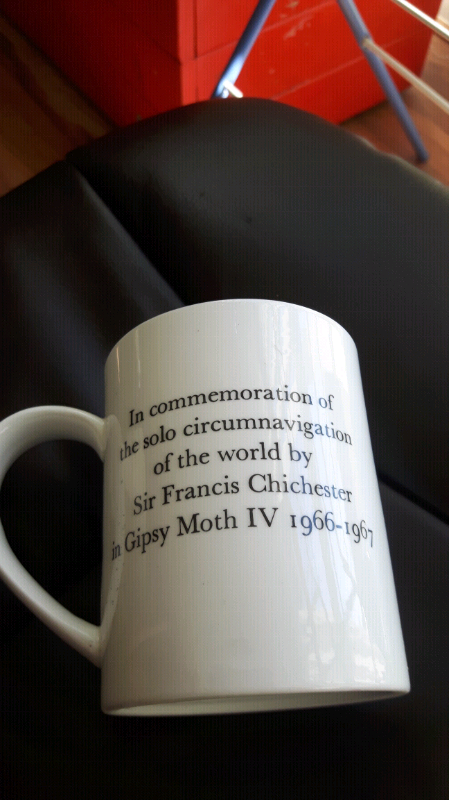 In commemoration of
the solo circumnavigation
of the world by
Sir Francis Chichester
in Gipsy Moth IV 1966-1967